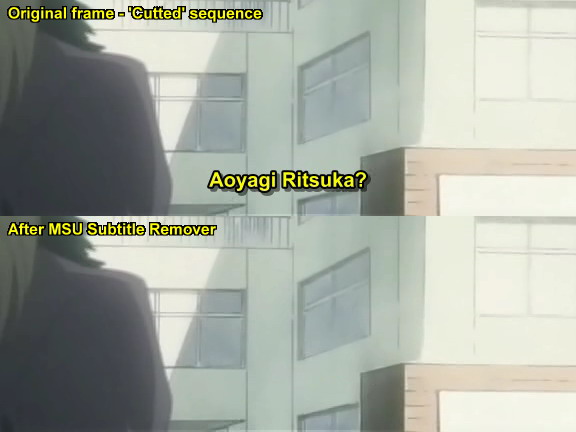 Original frame - 'Cutted' sequence
Aoyagi Ritsuka?
After MSU Subtitle Remover